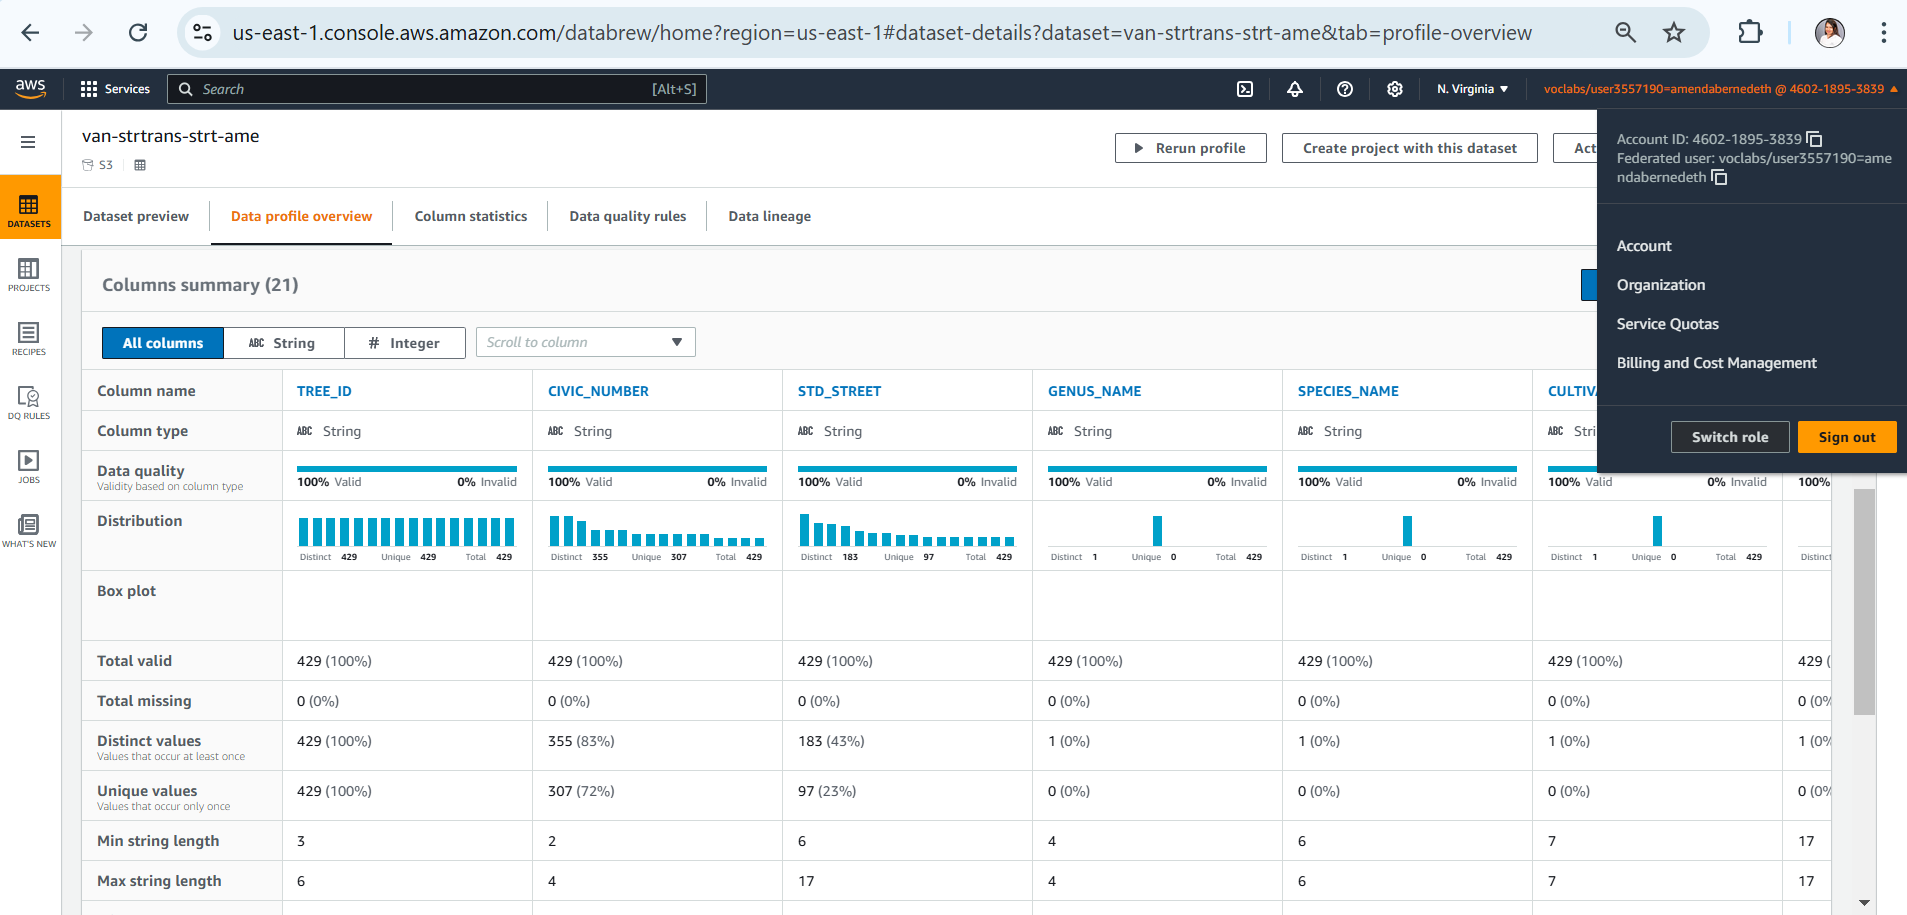 us-east-1.console.aws.amazon.com/databrew/home?region=us-east-1#dataset-details?dataset=van-strtrans-strt-ame&tab=profile-overview
aws Services Search [Alt+S] N. Virginia voclabs/user3557190=amendabernedeth @ 4602-1895-3839
Account ID: 4602-1895-3839
Federated user: voclabs/user3557190=ame
ndabernedeth
Account
Organization
Service Quotas
Billing and Cost Management
Switch role Sign out
van-strtrans-strt-ame
S3
Rerun profile Create project with this dataset Act
DATASETS
PROJECTS
RECIPES
DQ RULES
JOBS
WHAT'S NEW
Dataset preview Data profile overview Column statistics Data quality rules Data lineage
Columns summary (21)
All columns ABC String # Integer Scroll to column
Column name TREE_ID CIVIC_NUMBER STD_STREET GENUS_NAME SPECIES_NAME CULTIV
Column type ABC String ABC String ABC String ABC String ABC String ABC Stri
Data quality
Validity based on column type
100% Valid 0% Invalid 100% Valid 0% Invalid 100% Valid 0% Invalid 100% Valid 0% Invalid 100% Valid 0% Invalid 100% Valid 0% Invalid 100%
Distribution
Distinct 429 Unique 429 Total 429 Distinct 355 Unique 307 Total 429 Distinct 183 Unique 97 Total 429 Distinct 1 Unique 0 Total 429 Distinct 1 Unique 0 Total 429 Distinct 1 Unique 0 Total 429 Distinct
Box plot
Total valid 429 (100%) 429 (100%) 429 (100%) 429 (100%) 429 (100%) 429 (100%) 429 (
Total missing 0 (0%) 0 (0%) 0 (0%) 0 (0%) 0 (0%) 0 (0%) 0 (0%
Distinct values 429 (100%) 355 (83%) 183 (43%) 1 (0%) 1 (0%) 1 (0%) 1 (0%
Values that occur at least once
Unique values 429 (100%) 307 (72%) 97 (23%) 0 (0%) 0 (0%) 0 (0%) 0 (0%
Values that occur only once
Min string length 3 2 6 4 6 7 17
Max string length 6 4 17 4 6 7 17